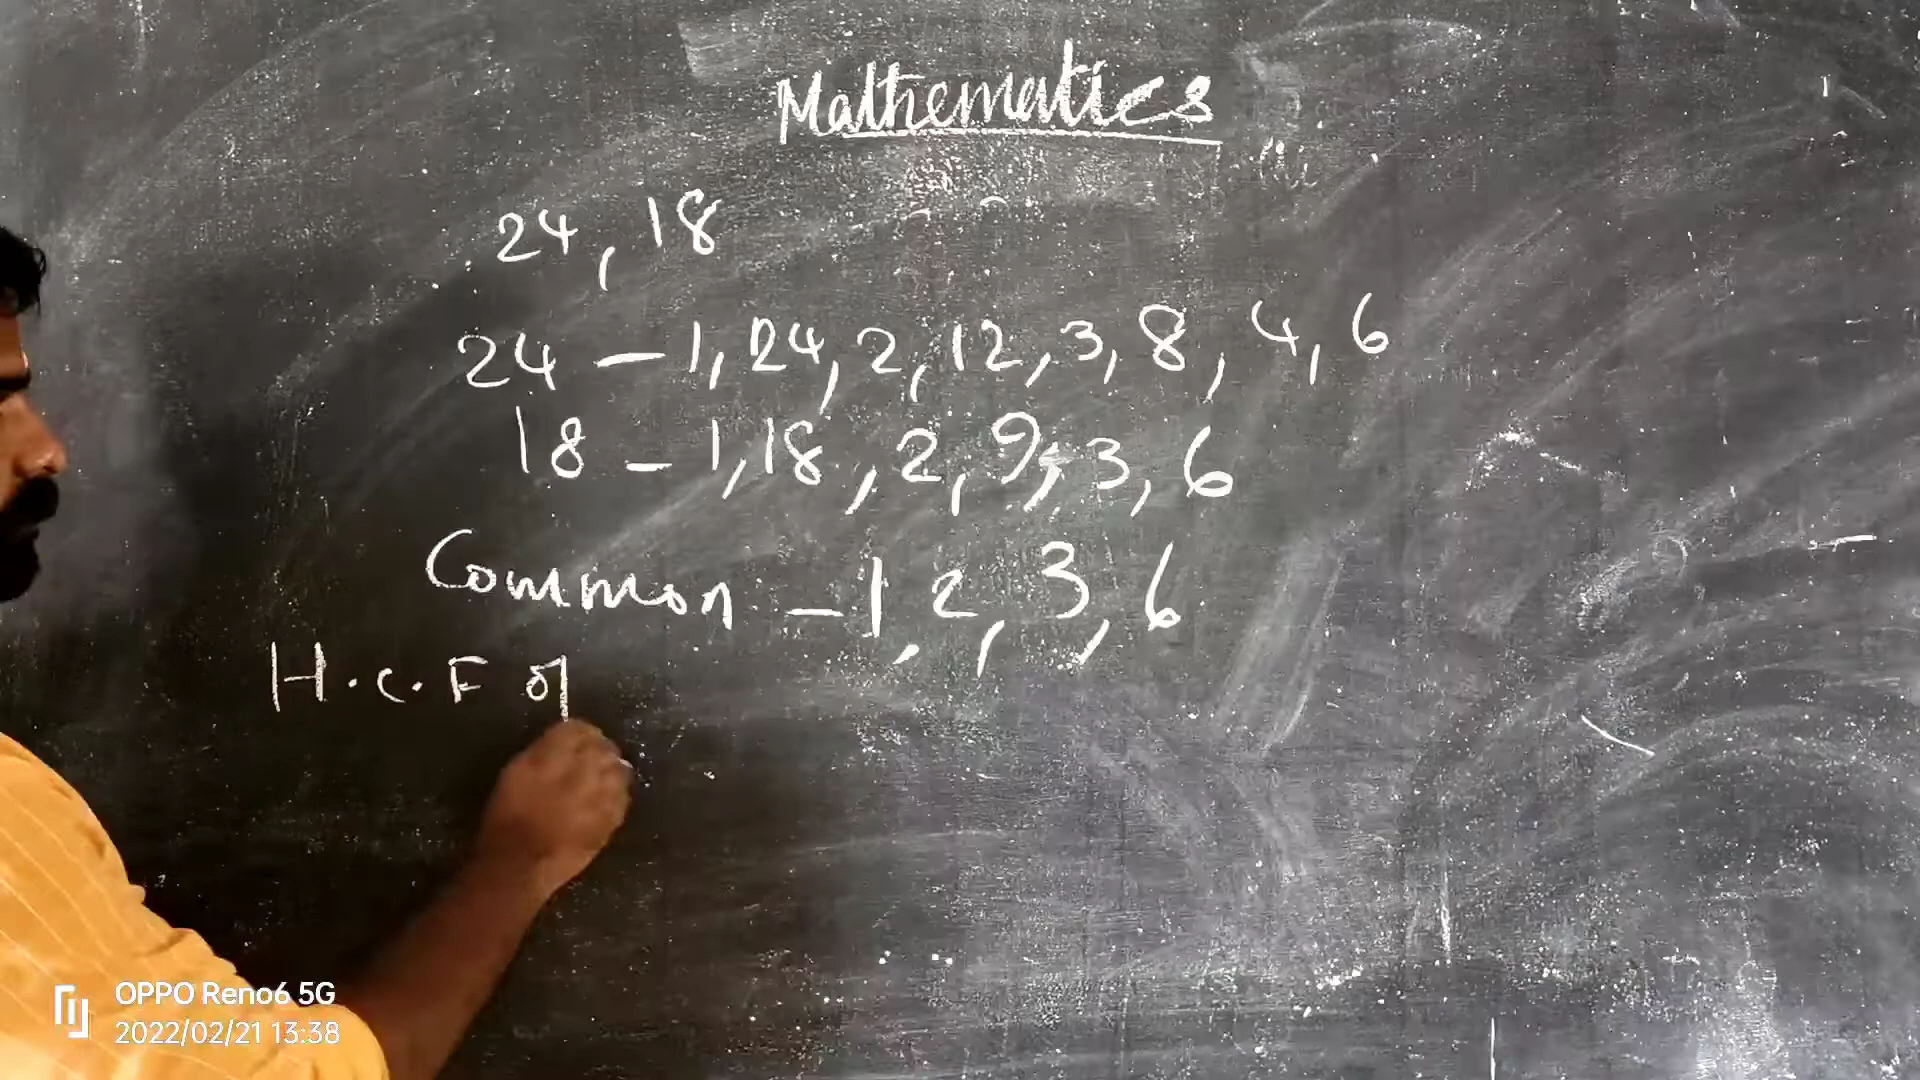 Mathematics
24, 18
24 - 1, 24, 2, 12, 3, 8, 4, 6
18 - 1, 18, 2, 9, 3, 6
Common - 1, 2, 3, 6
H.C.F of
OPPO Reno6 5G
2022/02/21 13:38